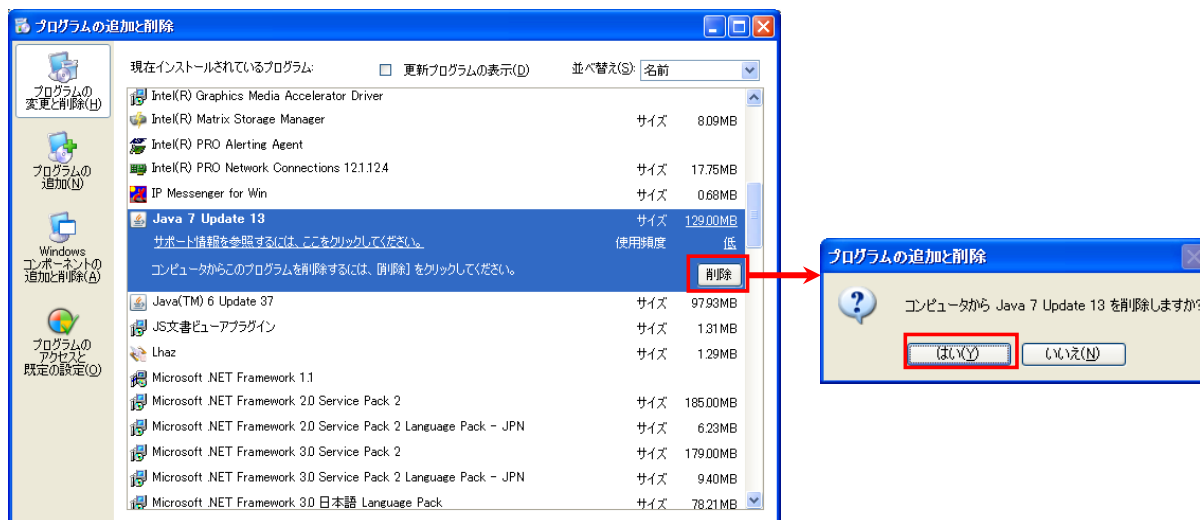 プログラムの追加と削除
プログラムの
変更と削除(H)
プログラムの
追加(N)
Windows
コンポーネントの
追加と削除(A)
プログラムの
アクセスと
既定の設定(O)
現在インストールされているプログラム: 更新プログラムの表示(D) 並べ替え(S): 名前
Intel(R) Graphics Media Accelerator Driver
Intel(R) Matrix Storage Manager サイズ 8.09MB
Intel(R) PRO Alerting Agent
Intel(R) PRO Network Connections 12.1.12.4 サイズ 17.75MB
IP Messenger for Win サイズ 0.68MB
Java 7 Update 13 サイズ 129.00MB
サポート情報を参照するには、ここをクリックしてください。 使用頻度 低
コンピュータからこのプログラムを削除するには、[削除] をクリックしてください。 削除
Java(TM) 6 Update 37 サイズ 97.93MB
JS文書ビューアプラグイン サイズ 1.31MB
Lhaz サイズ 1.29MB
Microsoft .NET Framework 1.1
Microsoft .NET Framework 2.0 Service Pack 2 サイズ 185.00MB
Microsoft .NET Framework 2.0 Service Pack 2 Language Pack - JPN サイズ 6.23MB
Microsoft .NET Framework 3.0 Service Pack 2 サイズ 179.00MB
Microsoft .NET Framework 3.0 Service Pack 2 Language Pack - JPN サイズ 9.40MB
Microsoft .NET Framework 3.0 日本語 Language Pack サイズ 78.21MB
プログラムの追加と削除
コンピュータから Java 7 Update 13 を削除しますか?
はい(Y) いいえ(N)